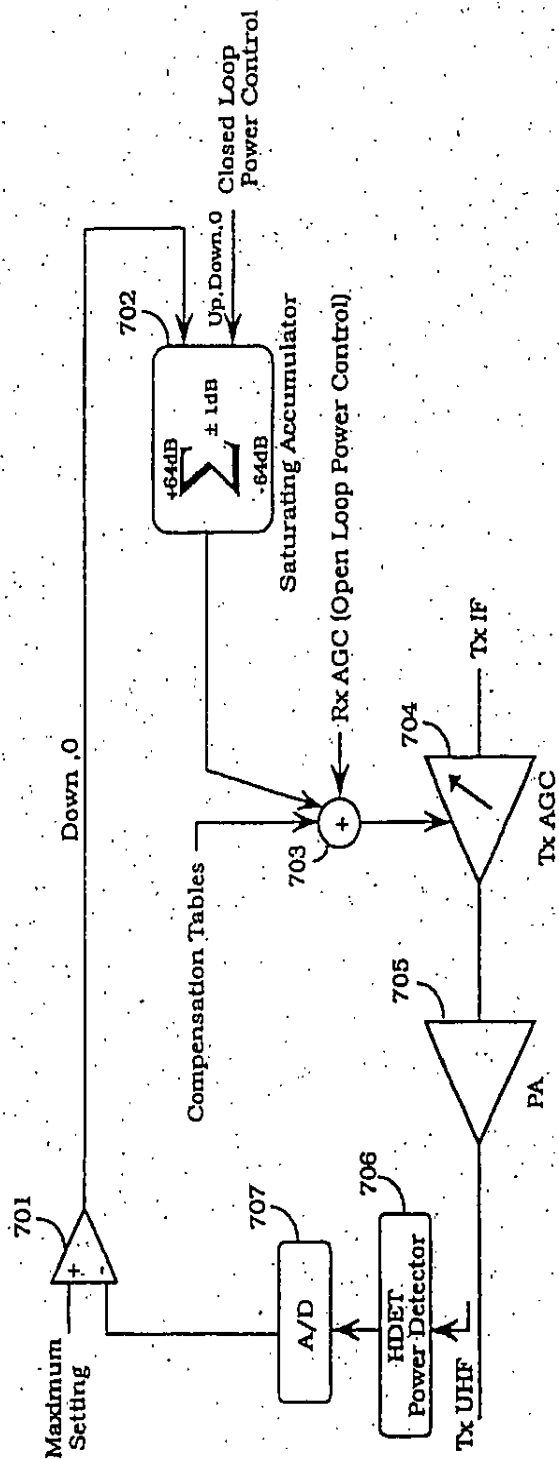 Down ,0
Maximum
Setting
701
+
-
702
+64dB
∑
± 1dB
-64dB
Up,Down,0
Closed Loop
Power Control
Saturating Accumulator
Compensation Tables
Rx AGC (Open Loop Power Control)
+
703
707
A/D
706
HDET
Power Detector
Tx UHF
705
PA
704
Tx IF
Tx AGC